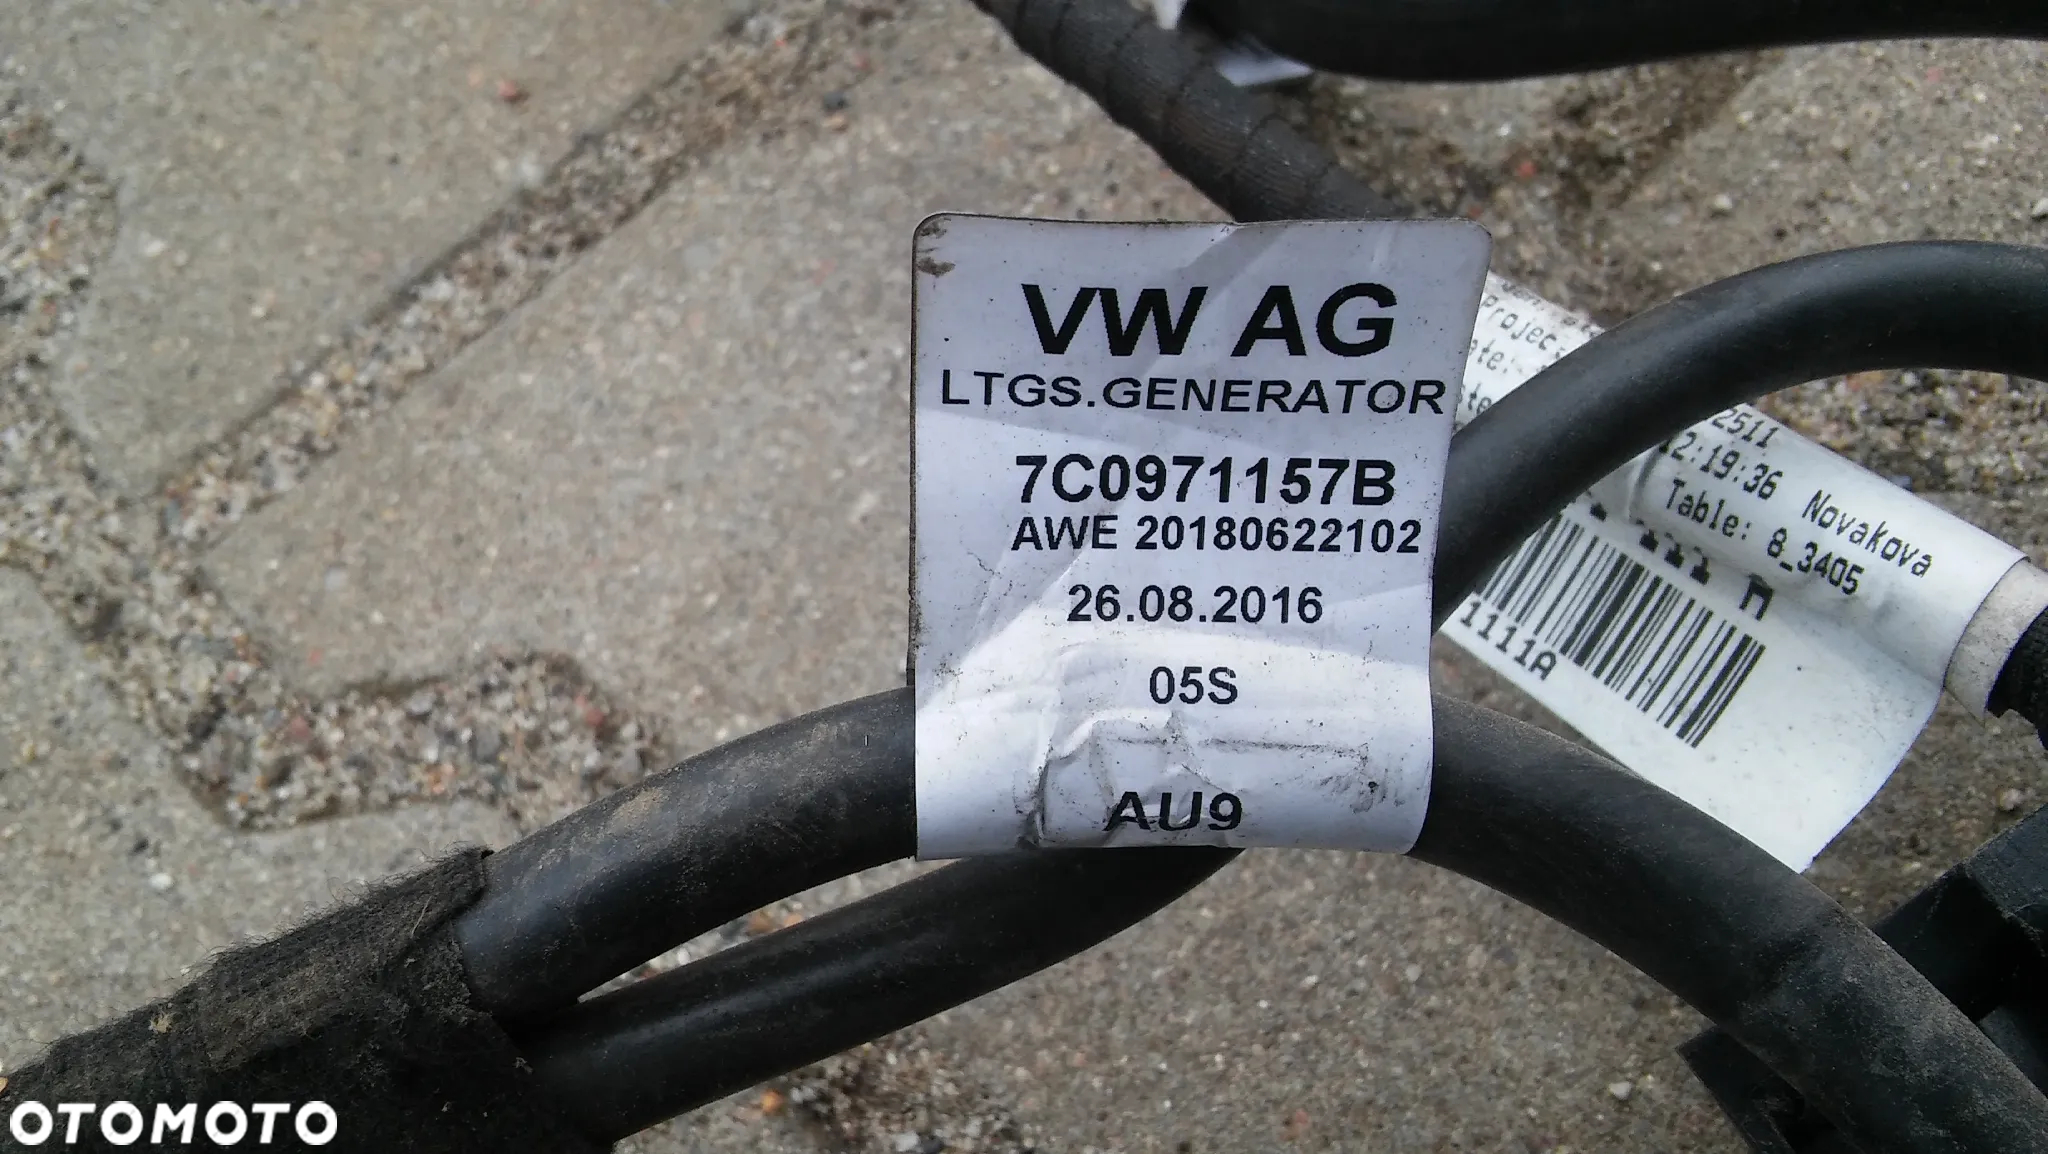 VW AG
LTGS.GENERATOR
7C0971157B
AWE 20180622102
26.08.2016
05S
AU9
2511
12:19:36 Novakova
Table: 8_3405
1111A
OTOMOTO